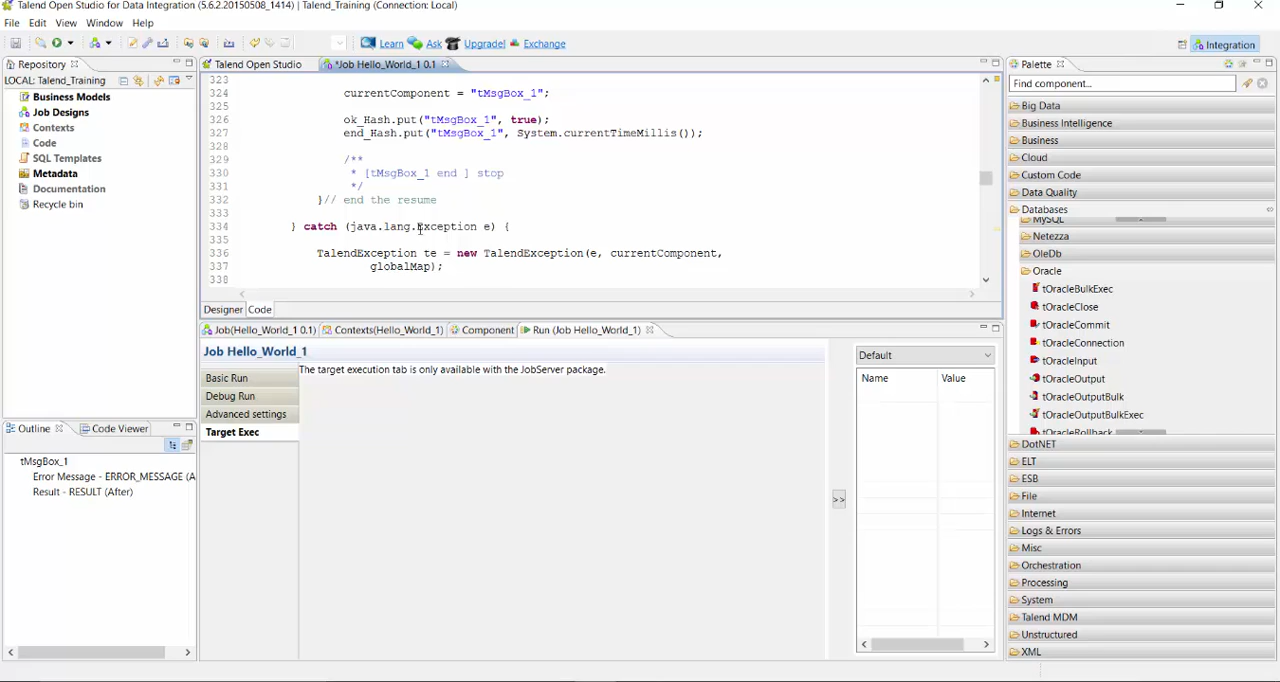 Talend Open Studio for Data Integration (5.6.2.20150508_1414) | Talend_Training (Connection: Local)
File Edit View Window Help
Learn Ask Upgrade! Exchange
Integration
Repository
LOCAL: Talend_Training
Business Models
Job Designs
Contexts
Code
SQL Templates
Metadata
Documentation
Recycle bin
Talend Open Studio *Job Hello_World_1 0.1
323
324 currentComponent = "tMsgBox_1";
325
326 ok_Hash.put("tMsgBox_1", true);
327 end_Hash.put("tMsgBox_1", System.currentTimeMillis());
328
329 /**
330 * [tMsgBox_1 end ] stop
331 */
332 }// end the resume
333
334 } catch (java.lang.Exception e) {
335
336 TalendException te = new TalendException(e, currentComponent,
337 globalMap);
338
Designer Code
Job(Hello_World_1 0.1) Contexts(Hello_World_1) Component Run (Job Hello_World_1)
Job Hello_World_1
Basic Run
Debug Run
Advanced settings
Target Exec
The target execution tab is only available with the JobServer package.
Default
Name Value
>>
Outline Code Viewer
tMsgBox_1
Error Message - ERROR_MESSAGE (A
Result - RESULT (After)
Palette
Find component...
Big Data
Business Intelligence
Business
Cloud
Custom Code
Data Quality
Databases
MySQL
Netezza
OleDb
Oracle
tOracleBulkExec
tOracleClose
tOracleCommit
tOracleConnection
tOracleInput
tOracleOutput
tOracleOutputBulk
tOracleOutputBulkExec
tOracleRollback
DotNET
ELT
ESB
File
Internet
Logs & Errors
Misc
Orchestration
Processing
System
Talend MDM
Unstructured
XML